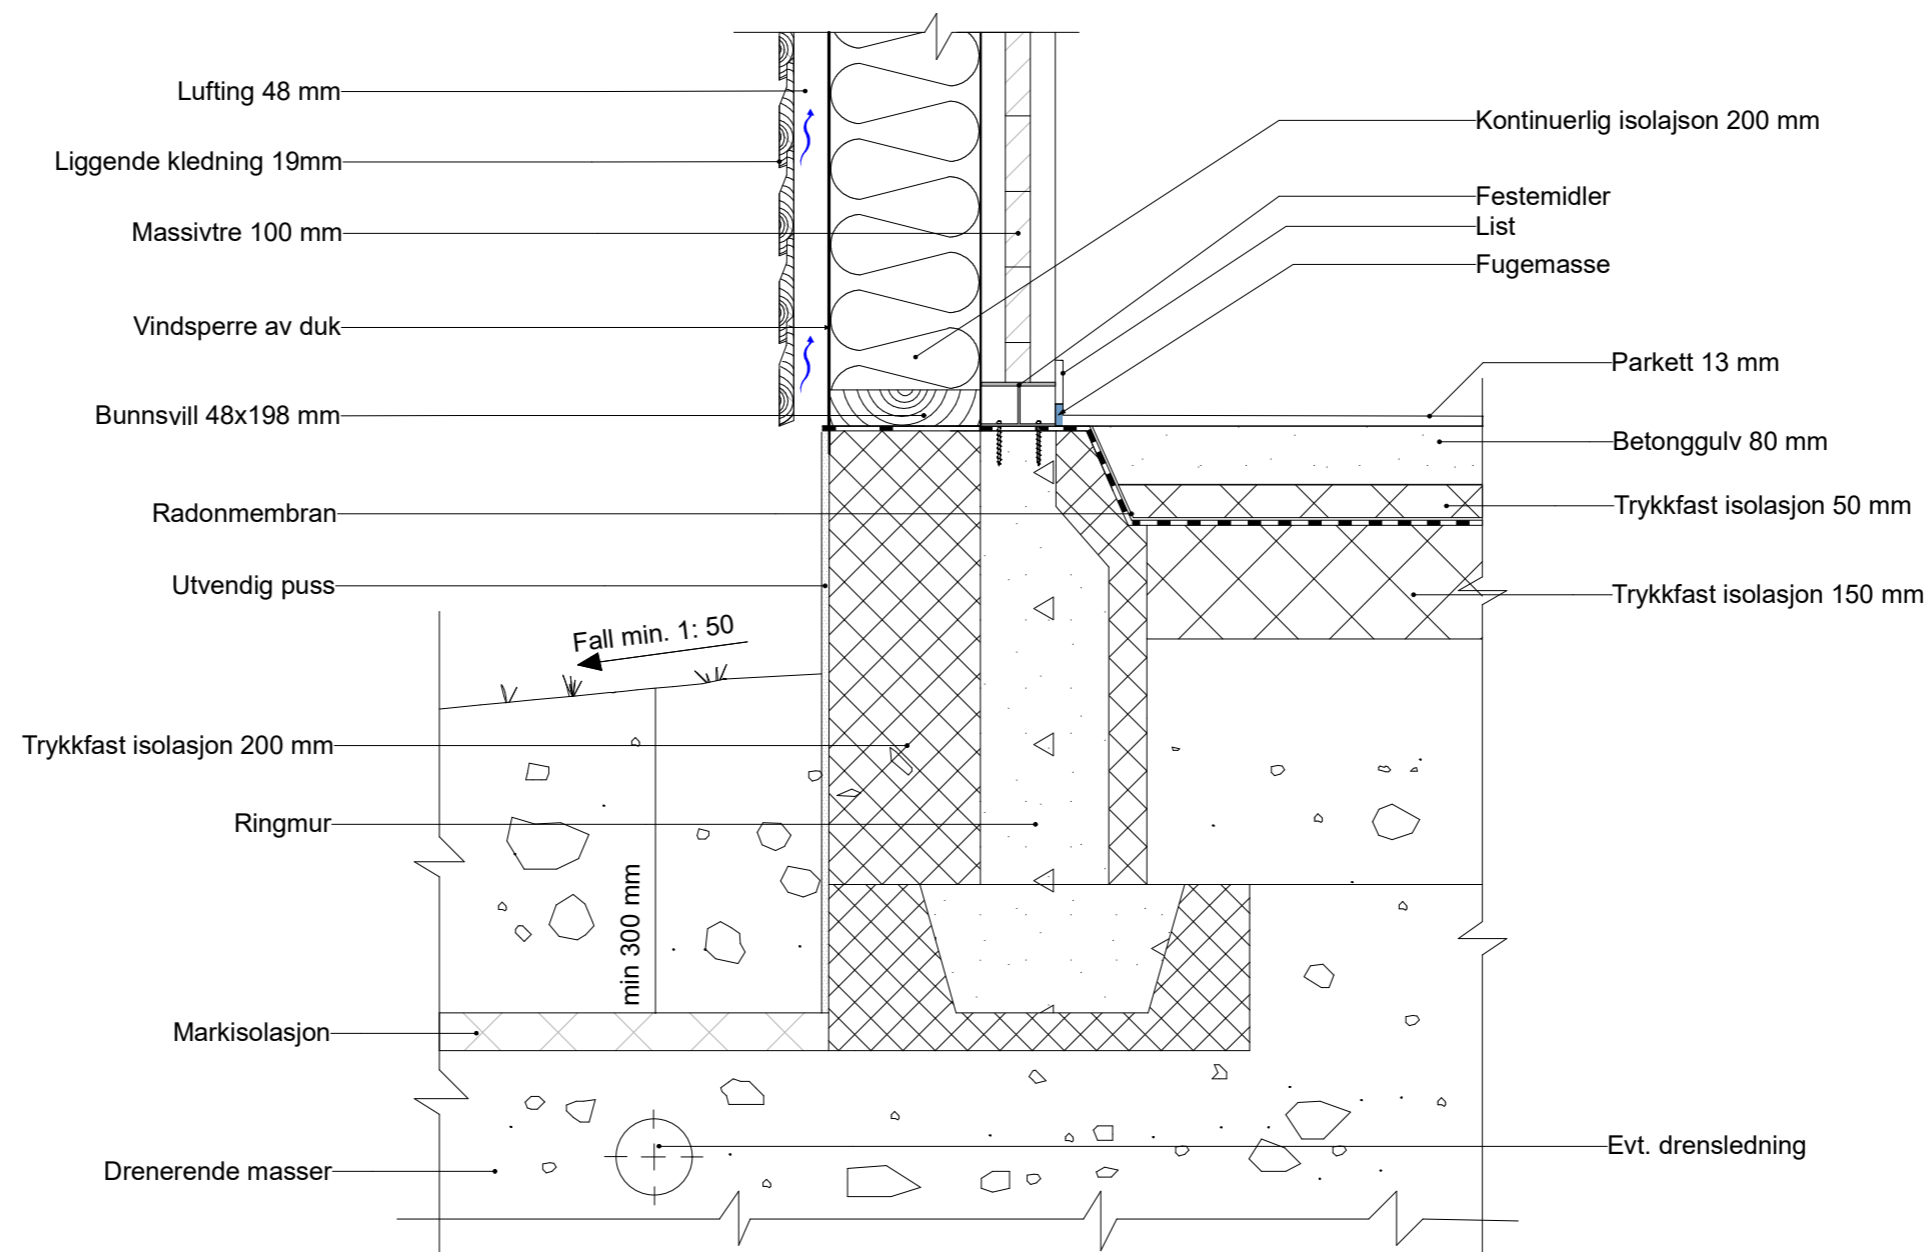 Lufting 48 mm
Liggende kledning 19mm
Massivtre 100 mm
Vindsperre av duk
Bunnsvill 48x198 mm
Radonmembran
Utvendig puss
Fall min. 1: 50
Trykkfast isolasjon 200 mm
Ringmur
min 300 mm
Markisolasjon
Drenerende masser
Kontinuerlig isolajson 200 mm
Festemidler
List
Fugemasse
Parkett 13 mm
Betonggulv 80 mm
Trykkfast isolasjon 50 mm
Trykkfast isolasjon 150 mm
Evt. drensledning